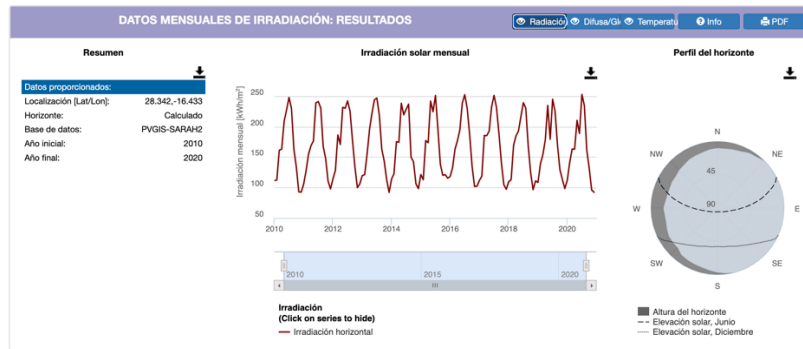 DATOS MENSUALES DE IRRADIACIÓN: RESULTADOS
Radiación
Difusa/Gl
Temperatu
Info
PDF
Resumen
Datos proporcionados:
Localización [Lat/Lon]: 28.342,-16.433
Horizonte: Calculado
Base de datos: PVGIS-SARAH2
Año inicial: 2010
Año final: 2020
Irradiación solar mensual
Irradiación mensual [kWh/m²]
250
200
150
100
50
2010 2012 2014 2016 2018 2020
2010 2015 2020
Irradiación
(Click on series to hide)
Irradiación horizontal
Perfil del horizonte
N
NW NE
45
W 90 E
SW SE
S
Altura del horizonte
Elevación solar, Junio
Elevación solar, Diciembre